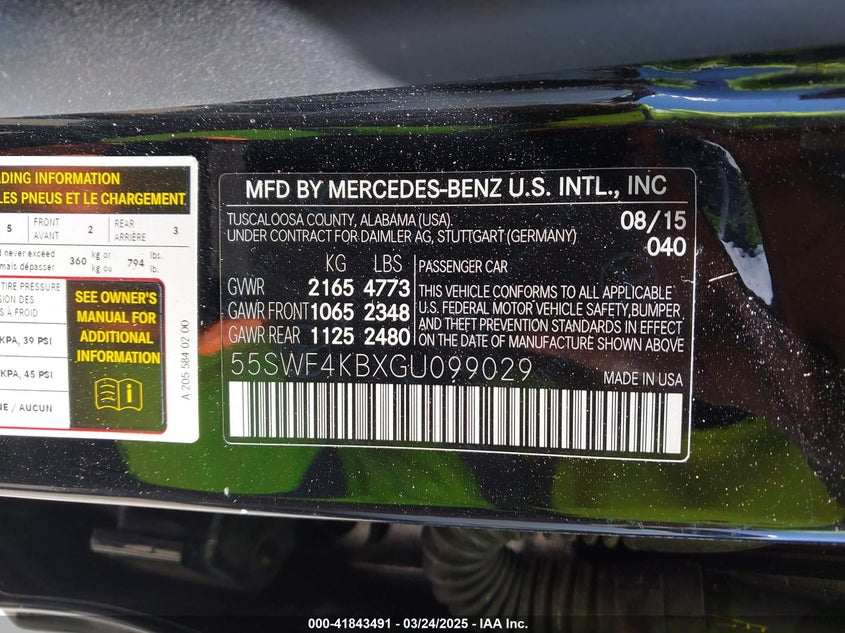 DING INFORMATION
LES PNEUS ET LE CHARGEMENT
5 FRONT AVANT 2 REAR ARRIÈRE 3
never exceed
mais dépasser 360 kg or kg ou 794 lbs. lb.
TIRE PRESSURE
SION DES
À FROID
KPA, 39 PSI
KPA, 45 PSI
NE / AUCUN
SEE OWNER'S
MANUAL FOR
ADDITIONAL
INFORMATION
A 205 584 02 00
MFD BY MERCEDES-BENZ U.S. INTL., INC
TUSCALOOSA COUNTY, ALABAMA (USA).
UNDER CONTRACT FOR DAIMLER AG, STUTTGART (GERMANY)
08/15
040
KG LBS
GVWR 2165 4773
GAWR FRONT 1065 2348
GAWR REAR 1125 2480
PASSENGER CAR
THIS VEHICLE CONFORMS TO ALL APPLICABLE
U.S. FEDERAL MOTOR VEHICLE SAFETY, BUMPER
AND THEFT PREVENTION STANDARDS IN EFFECT
ON THE DATE OF MANUFACTURE SHOWN ABOVE
55SWF4KBXGU099029
MADE IN USA
000-41843491 - 03/24/2025 - IAA Inc.